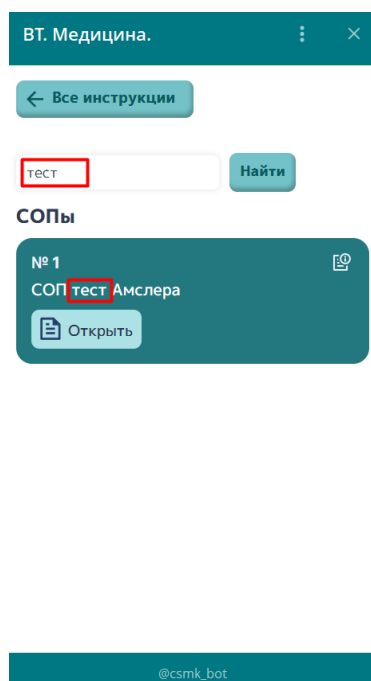 ВТ. Медицина.
Все инструкции
тест
Найти
СОПы
№ 1
СОП тест Амслера
Открыть
@csmk_bot